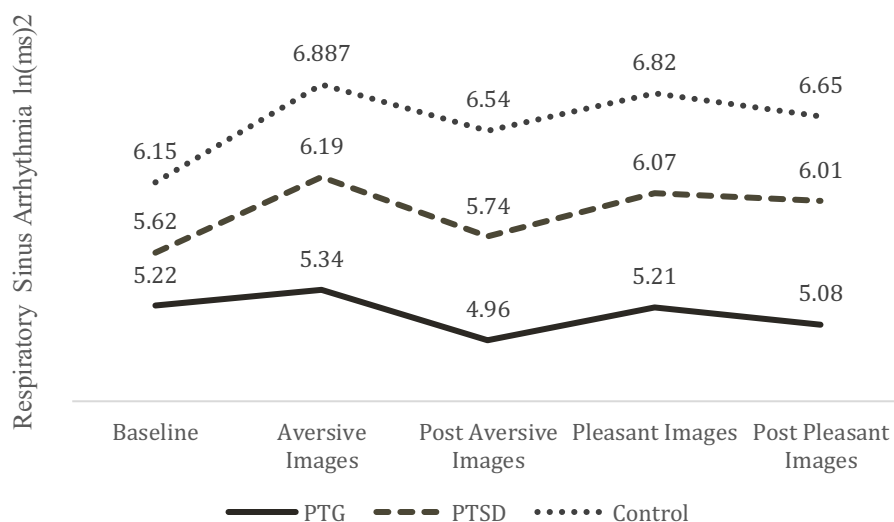 Respiratory Sinus Arrhythmia ln(ms)2
6.887
6.82
6.65
6.54
6.15
6.19
6.07
6.01
5.74
5.62
5.34
5.22
5.21
5.08
4.96
Baseline
Aversive
Images
Post Aversive
Images
Pleasant Images
Post Pleasant
Images
PTG
PTSD
Control